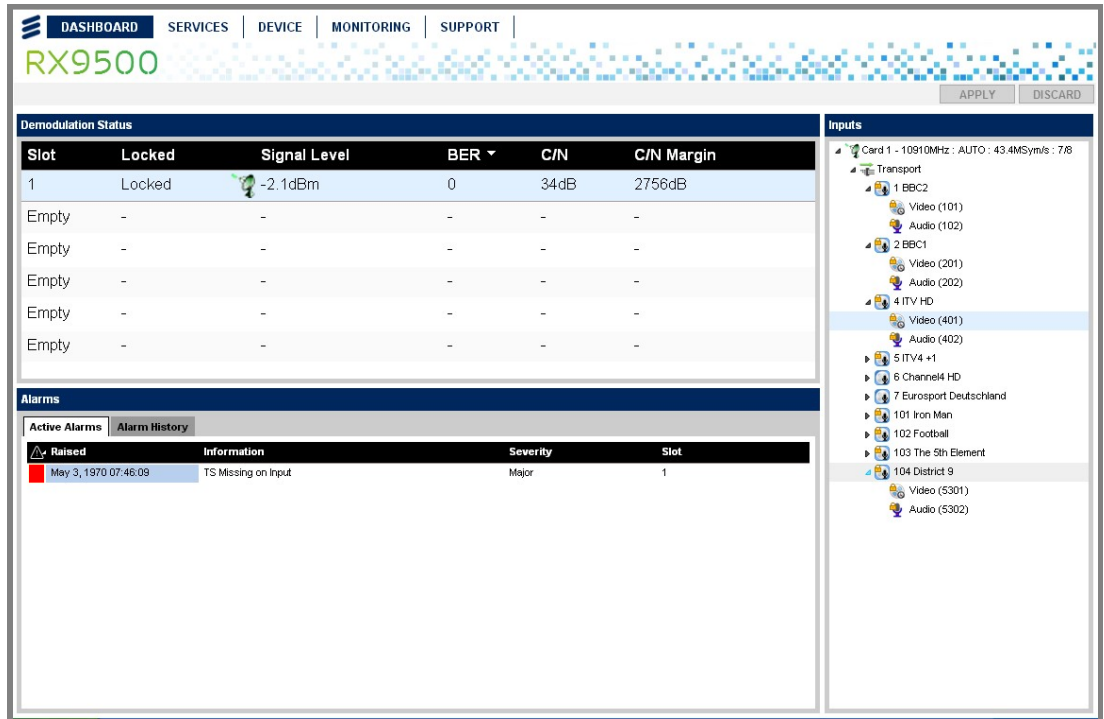 DASHBOARD SERVICES DEVICE MONITORING SUPPORT
RX9500
APPLY DISCARD
Demodulation Status
Slot Locked Signal Level BER C/N C/N Margin
1 Locked -2.1dBm 0 34dB 2756dB
Empty - - - - -
Empty - - - - -
Empty - - - - -
Empty - - - - -
Empty - - - - -
Alarms
Active Alarms Alarm History
Raised Information Severity Slot
May 3, 1970 07:46:09 TS Missing on Input Major 1
Inputs
Card 1 - 10910MHz : AUTO : 43.4MSym/s : 7/8
Transport
1 BBC2
Video (101)
Audio (102)
2 BBC1
Video (201)
Audio (202)
4 ITV HD
Video (401)
Audio (402)
5 ITV4 +1
6 Channel4 HD
7 Eurosport Deutschland
101 Iron Man
102 Football
103 The 5th Element
104 District 9
Video (5301)
Audio (5302)